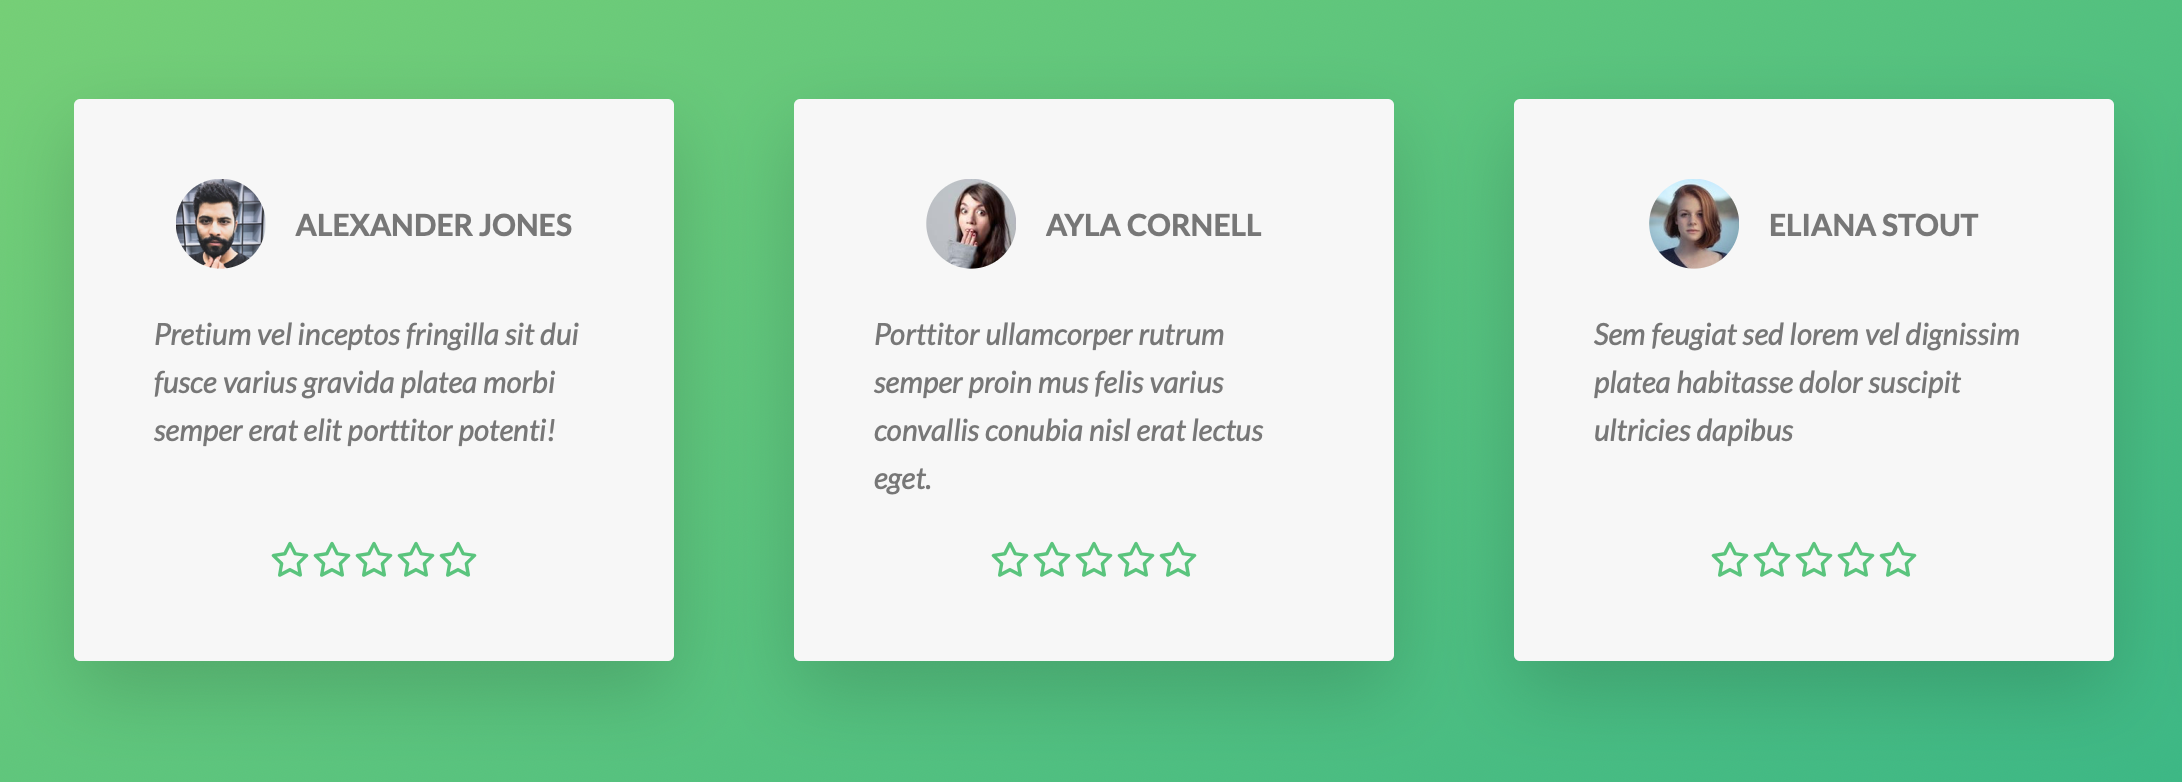 ALEXANDER JONES
Pretium vel inceptos fringilla sit dui
fusce varius gravida platea morbi
semper erat elit porttitor potenti!
AYLA CORNELL
Porttitor ullamcorper rutrum
semper proin mus felis varius
convallis conubia nisl erat lectus
eget.
ELIANA STOUT
Sem feugiat sed lorem vel dignissim
platea habitasse dolor suscipit
ultricies dapibus